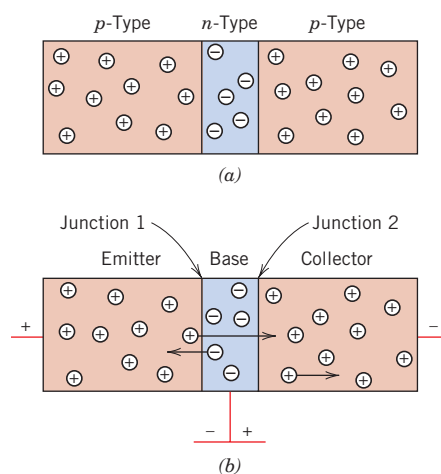 p-Type n-Type p-Type
(a)
Junction 1 Junction 2
Emitter Base Collector
+ −
− +
(b)